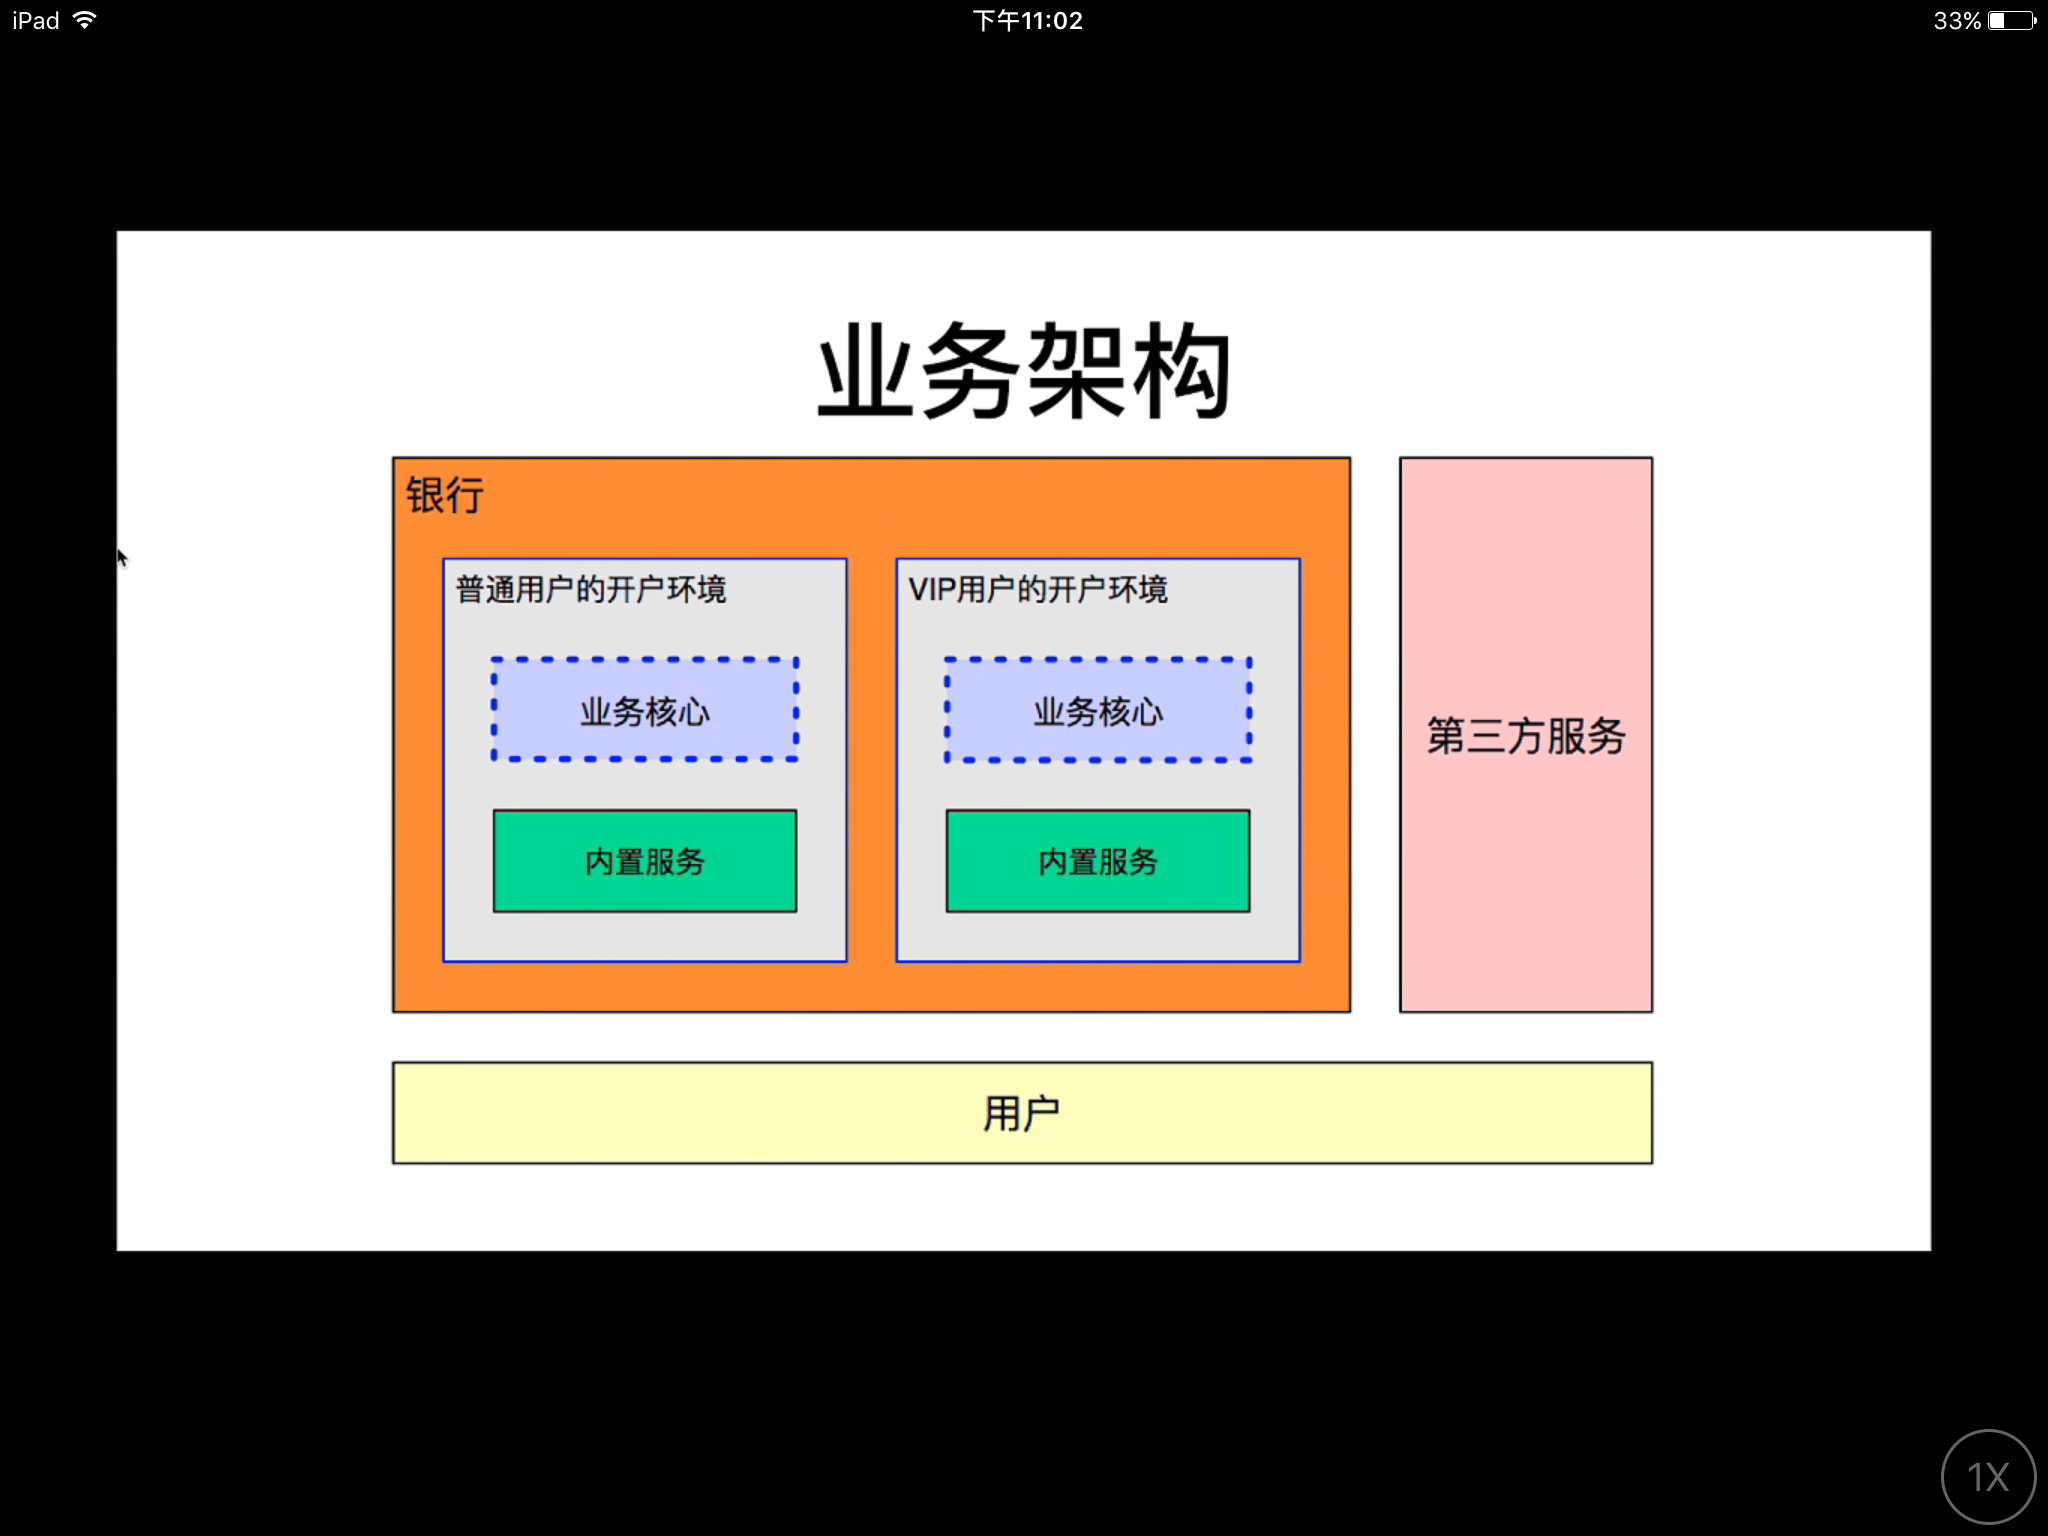 iPad 下午11:02 33%
业务架构
银行
普通用户的开户环境
业务核心
内置服务
VIP用户的开户环境
业务核心
内置服务
第三方服务
用户
1X